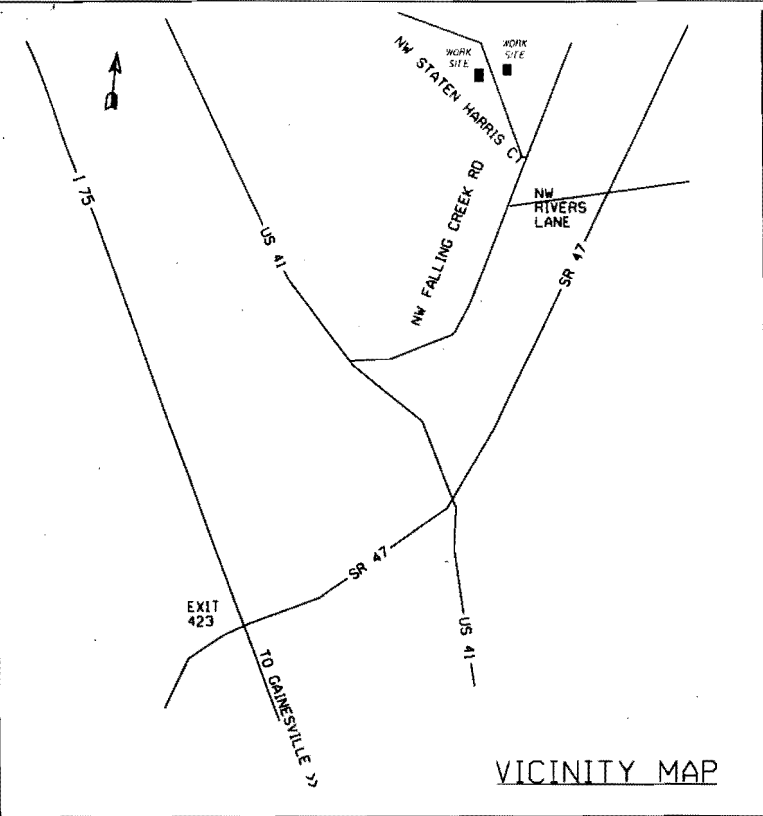 NW STATEN HARRIS CT
WORK
SITE
WORK
SITE
I 75
US 41
NW FALLING CREEK RD
NW
RIVERS
LANE
SR 47
SR 47
EXIT
423
US 41
TO GAINESVILLE >>
VICINITY MAP